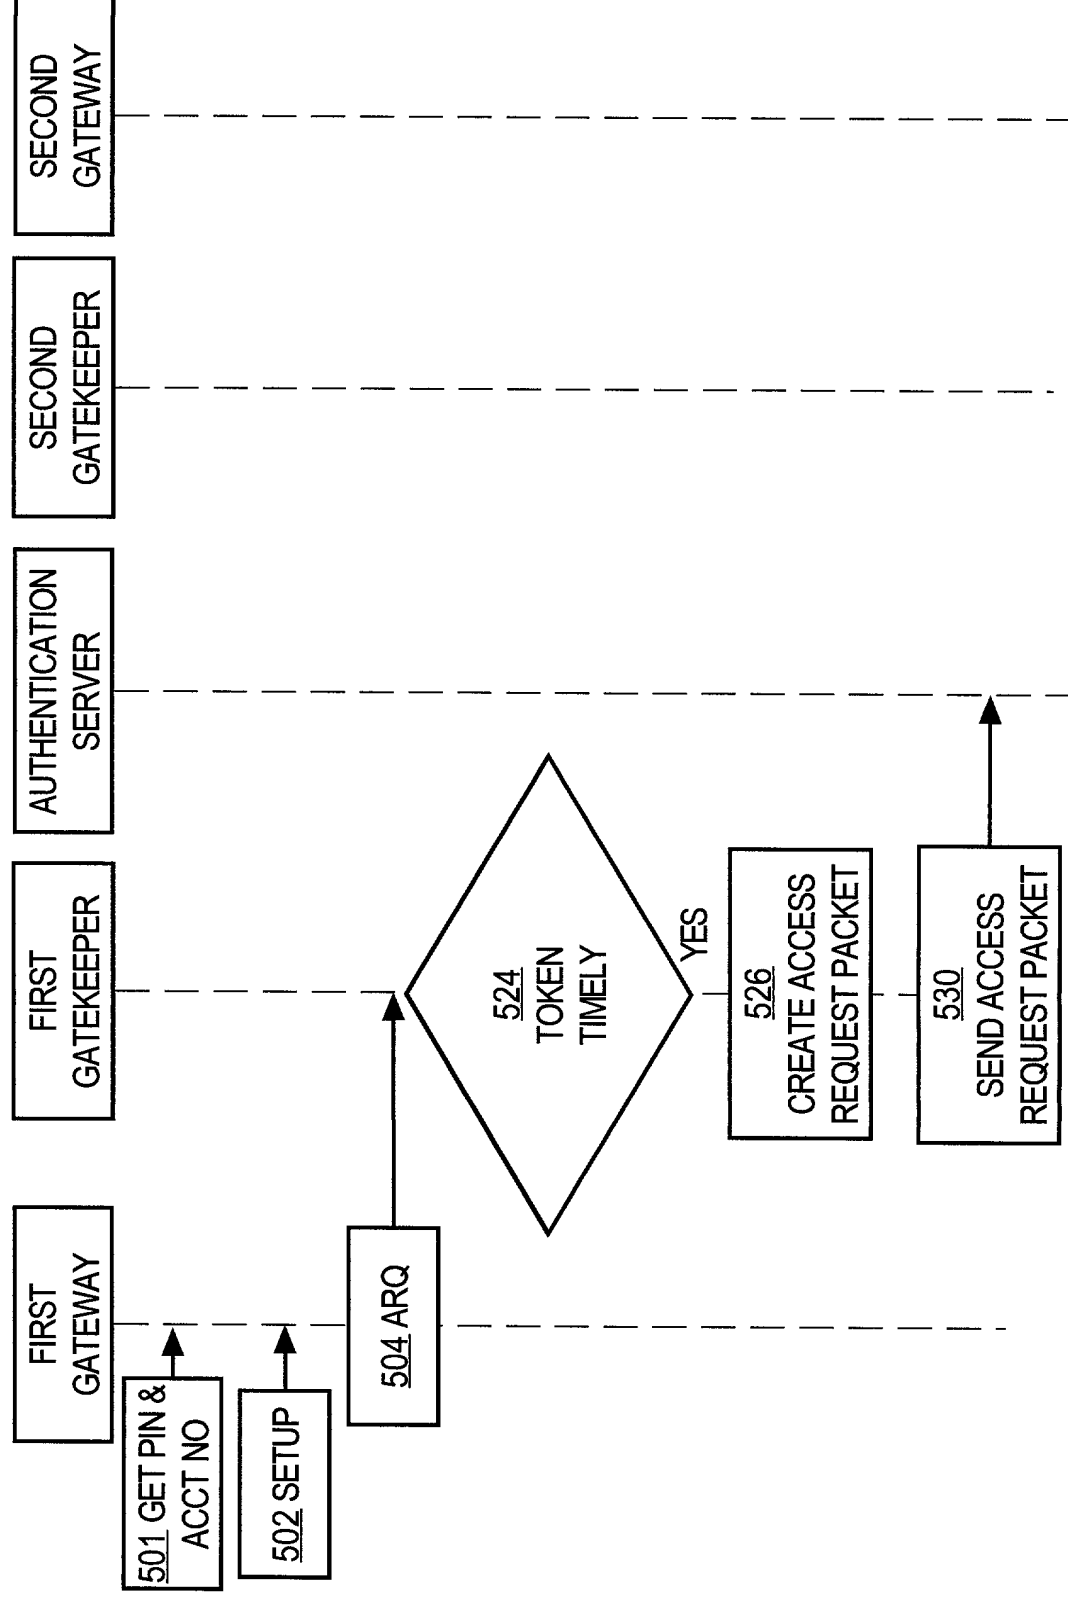 FIRST
GATEWAY
FIRST
GATEKEEPER
AUTHENTICATION
SERVER
SECOND
GATEKEEPER
SECOND
GATEWAY
501 GET PIN &
ACCT NO
502 SETUP
504 ARQ
524
TOKEN
TIMELY
YES
526
CREATE ACCESS
REQUEST PACKET
530
SEND ACCESS
REQUEST PACKET